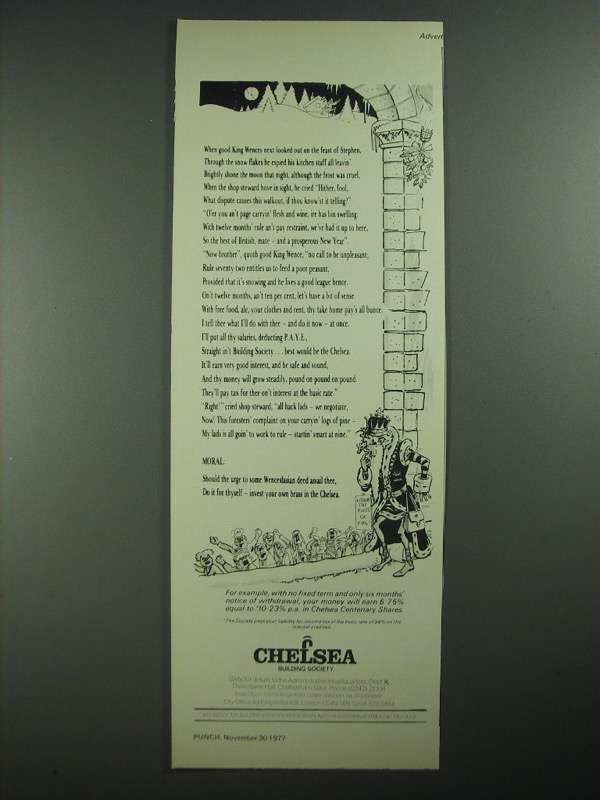 Advert
When good King Wences next looked out on the feast of Stephen,
Through the snow flakes he espied his kitchen staff all leavin'.
Brightly shone the moon that night, although the frost was cruel,
When the shop steward hove in sight, he cried "Hither, fool,
What dispute causes this walkout, if thou know'st it telling?"
"O'er you an't page carryin' flesh and wine, ire has bin swelling.
With twelve months' rule an't pay restraint, we've had it up to here,
So the best of British, mate – and a prosperous New Year".
"Now brother", quoth good King Wence, "no call to be unpleasant;
Rule seventy two entitles us to feed a poor peasant,
Provided that it's snowing and he lives a good league hence.
On't twelve months, an't ten per cent, let's have a bit of sense.
With free food, ale, your clothes and rent, thy take home pay's all bunce.
I tell thee what I'll do with thee – and do it now – at once.
I'll put all thy salaries, deducting P.A.Y.E.,
Straight in't Building Society . . . best would be the Chelsea.
It'll earn very good interest, and be safe and sound,
And thy money will grow steadily, pound on pound on pound.
They'll pay tax for thee on't interest at the basic rate."
"Right!" cried shop steward, "all back lads – we negotiate,
Now! This foresters' complaint on your carryin' logs of pine –
My lads is all goin' to work to rule – startin' smart at nine."
MORAL:
Should the urge to some Wenceslasian deed assail thee,
Do it for thyself – invest your own brass in the Chelsea.
For example, with no fixed term and only six months'
notice of withdrawal, your money will earn 6·75%
equal to *10·23% p.a. in Chelsea Centenary Shares
CHELSEA
BUILDING SOCIETY
PUNCH, November 30 1977